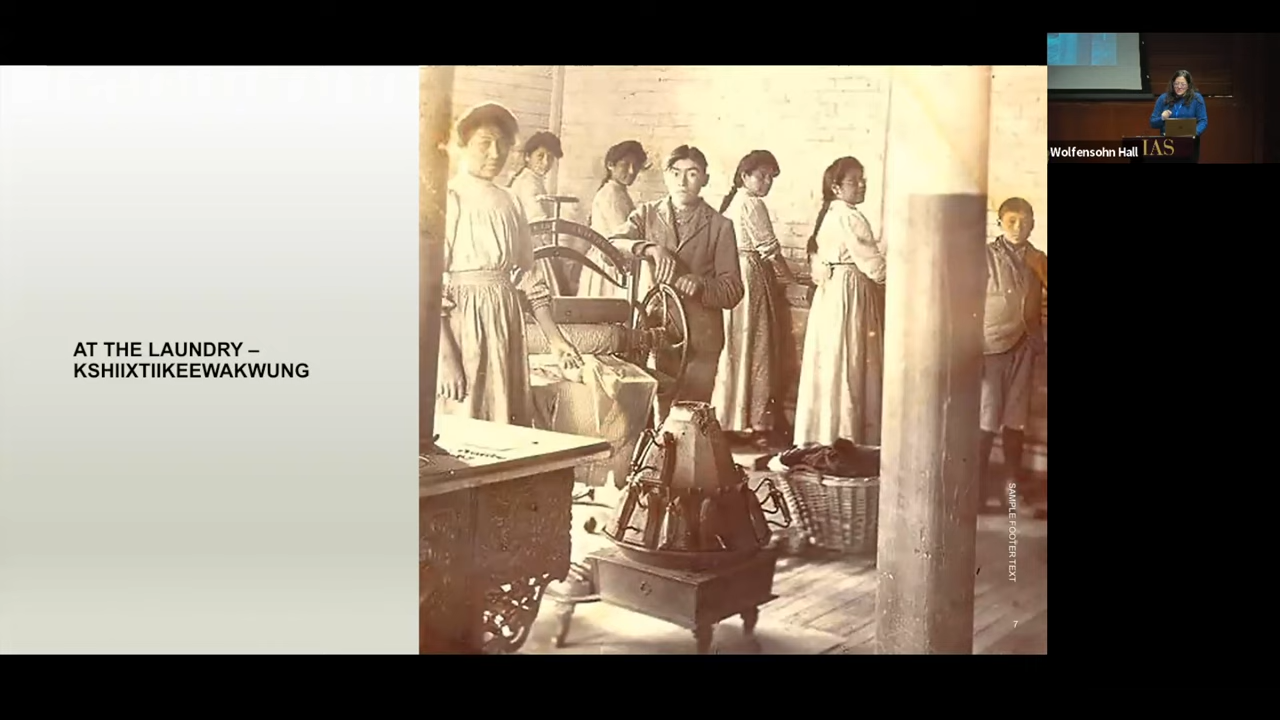 AT THE LAUNDRY –
KSHIIXTIIKEEWAKWUNG
SAMPLE FOOTER TEXT
7
Wolfensohn Hall
IAS